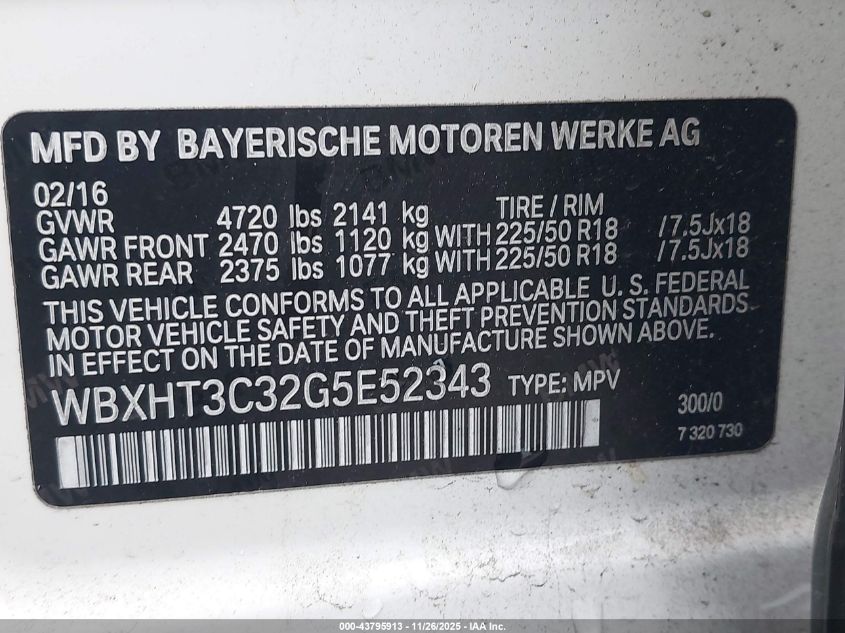 MFD BY BAYERISCHE MOTOREN WERKE AG
02/16
GVWR 4720 lbs 2141 kg TIRE / RIM
GAWR FRONT 2470 lbs 1120 kg WITH 225/50 R18 / 7.5Jx18
GAWR REAR 2375 lbs 1077 kg WITH 225/50 R18 / 7.5Jx18
THIS VEHICLE CONFORMS TO ALL APPLICABLE U. S. FEDERAL
MOTOR VEHICLE SAFETY AND THEFT PREVENTION STANDARDS
IN EFFECT ON THE DATE OF MANUFACTURE SHOWN ABOVE.
WBXHT3C32G5E52343 TYPE: MPV
300/0
7 320 730
000-43795913 - 11/26/2025 - IAA Inc.